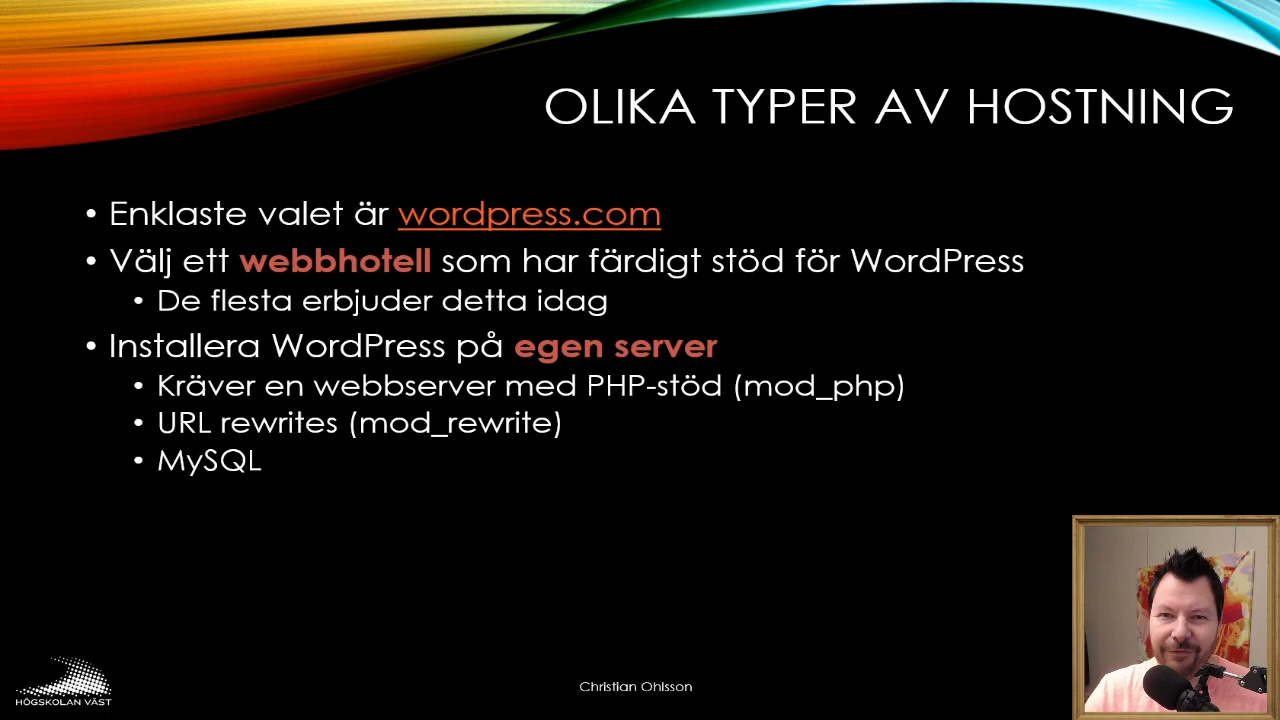 OLIKA TYPER AV HOSTNING
• Enklaste valet är wordpress.com
• Välj ett webbhotell som har färdigt stöd för WordPress
• De flesta erbjuder detta idag
• Installera WordPress på egen server
• Kräver en webbserver med PHP-stöd (mod_php)
• URL rewrites (mod_rewrite)
• MySQL
HÖGSKOLAN VÄST
Christian Ohlsson